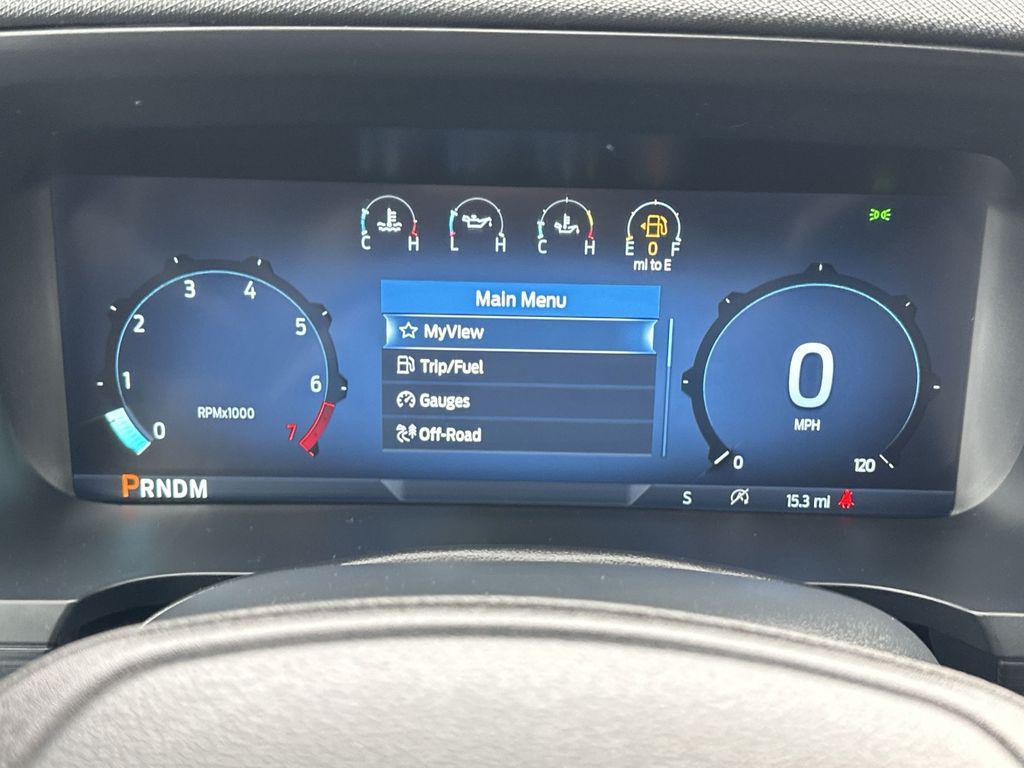 C H
L H
C H
E 0 F
mi to E
Main Menu
MyView
Trip/Fuel
Gauges
Off-Road
0
1
2
3
4
5
6
7
RPMx1000
0
MPH
0
120
PRNDM
S
15.3 mi